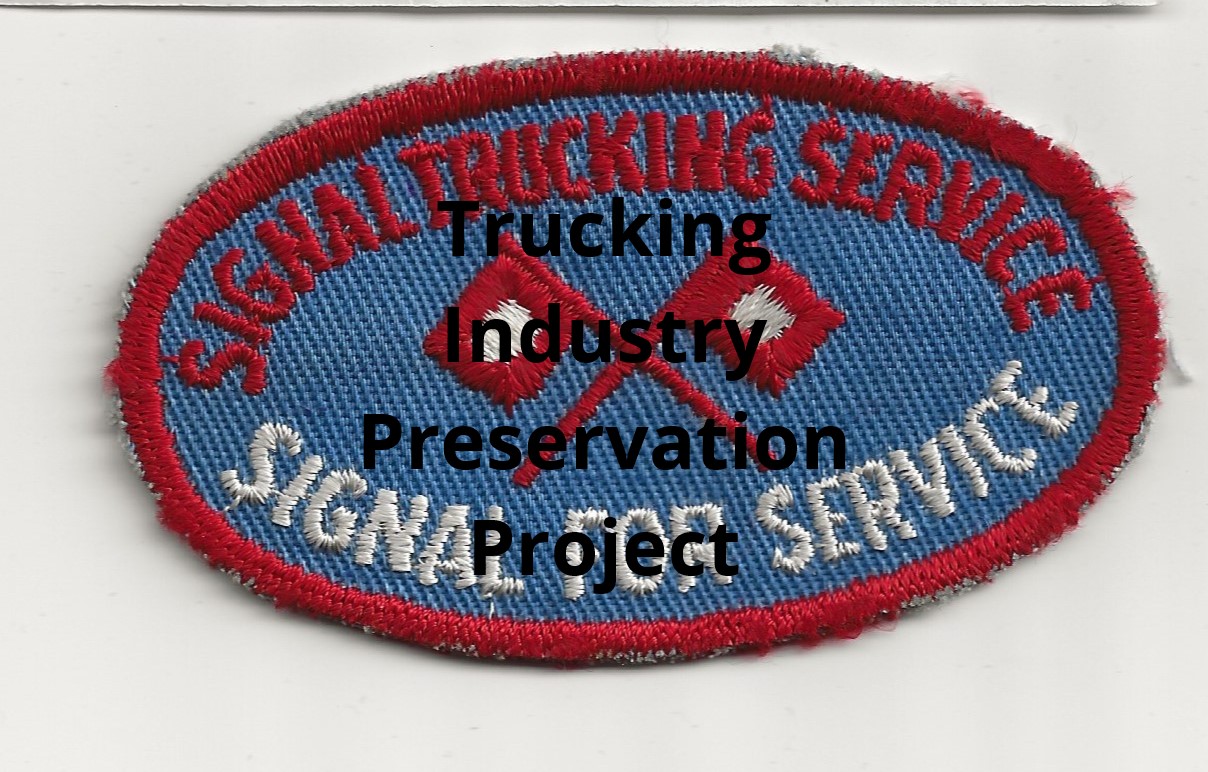 SIGNAL TRUCKING SERVICE
Trucking
Industry
Preservation
Project
SIGNAL FOR SERVICE